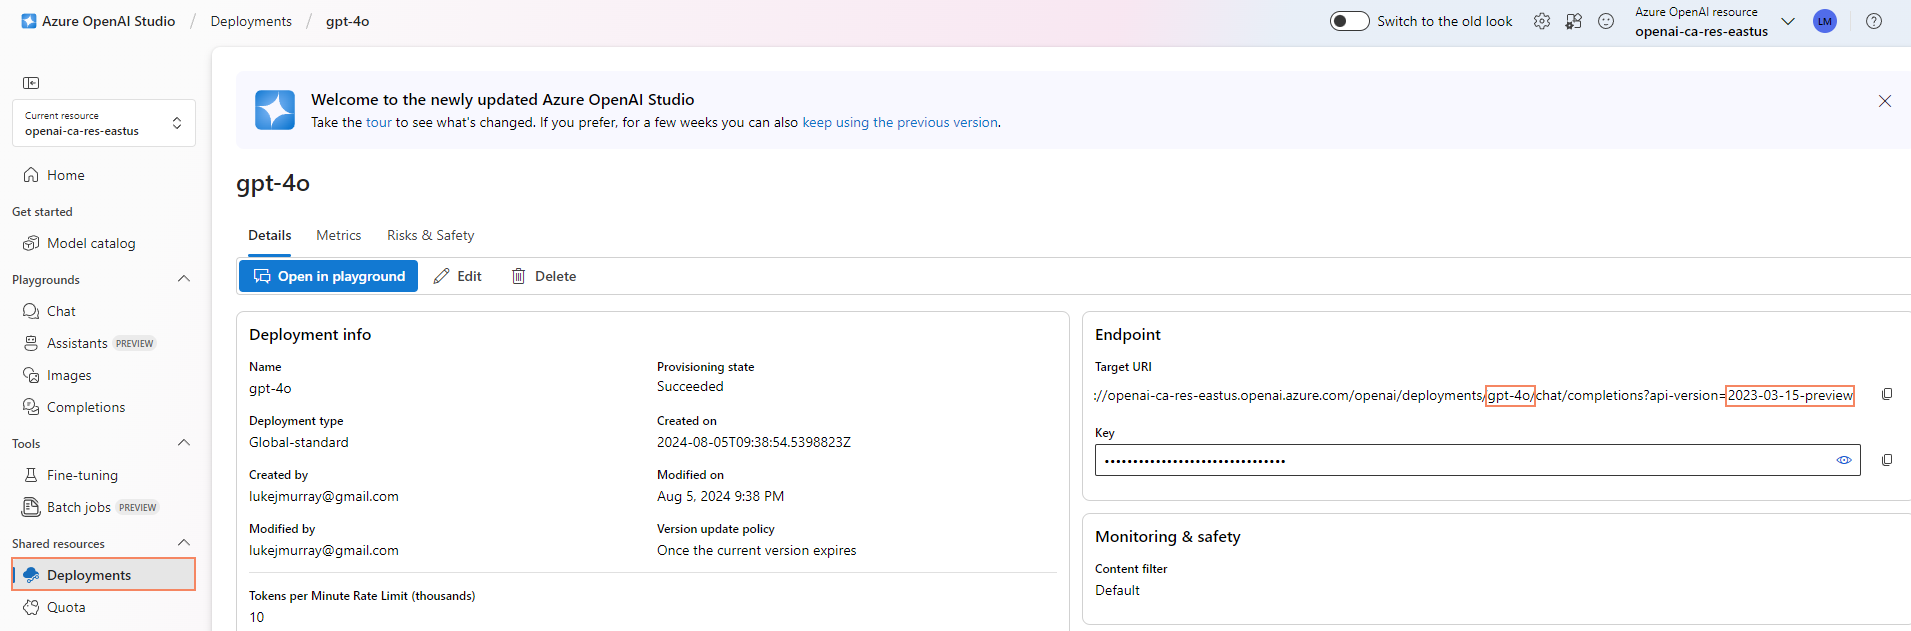 Azure OpenAI Studio / Deployments / gpt-4o
Switch to the old look
Azure OpenAI resource
openai-ca-res-eastus
LM
Current resource
openai-ca-res-eastus
Home
Get started
Model catalog
Playgrounds
Chat
Assistants PREVIEW
Images
Completions
Tools
Fine-tuning
Batch jobs PREVIEW
Shared resources
Deployments
Quota
Welcome to the newly updated Azure OpenAI Studio
Take the tour to see what's changed. If you prefer, for a few weeks you can also keep using the previous version.
gpt-4o
Details Metrics Risks & Safety
Open in playground Edit Delete
Deployment info
Name
gpt-4o
Provisioning state
Succeeded
Deployment type
Global-standard
Created on
2024-08-05T09:38:54.5398823Z
Created by
lukejmurray@gmail.com
Modified on
Aug 5, 2024 9:38 PM
Modified by
lukejmurray@gmail.com
Version update policy
Once the current version expires
Tokens per Minute Rate Limit (thousands)
10
Endpoint
Target URI
://openai-ca-res-eastus.openai.azure.com/openai/deployments/gpt-4o/chat/completions?api-version=2023-03-15-preview
Key
•••••••••••••••••••••••••••••••
Monitoring & safety
Content filter
Default